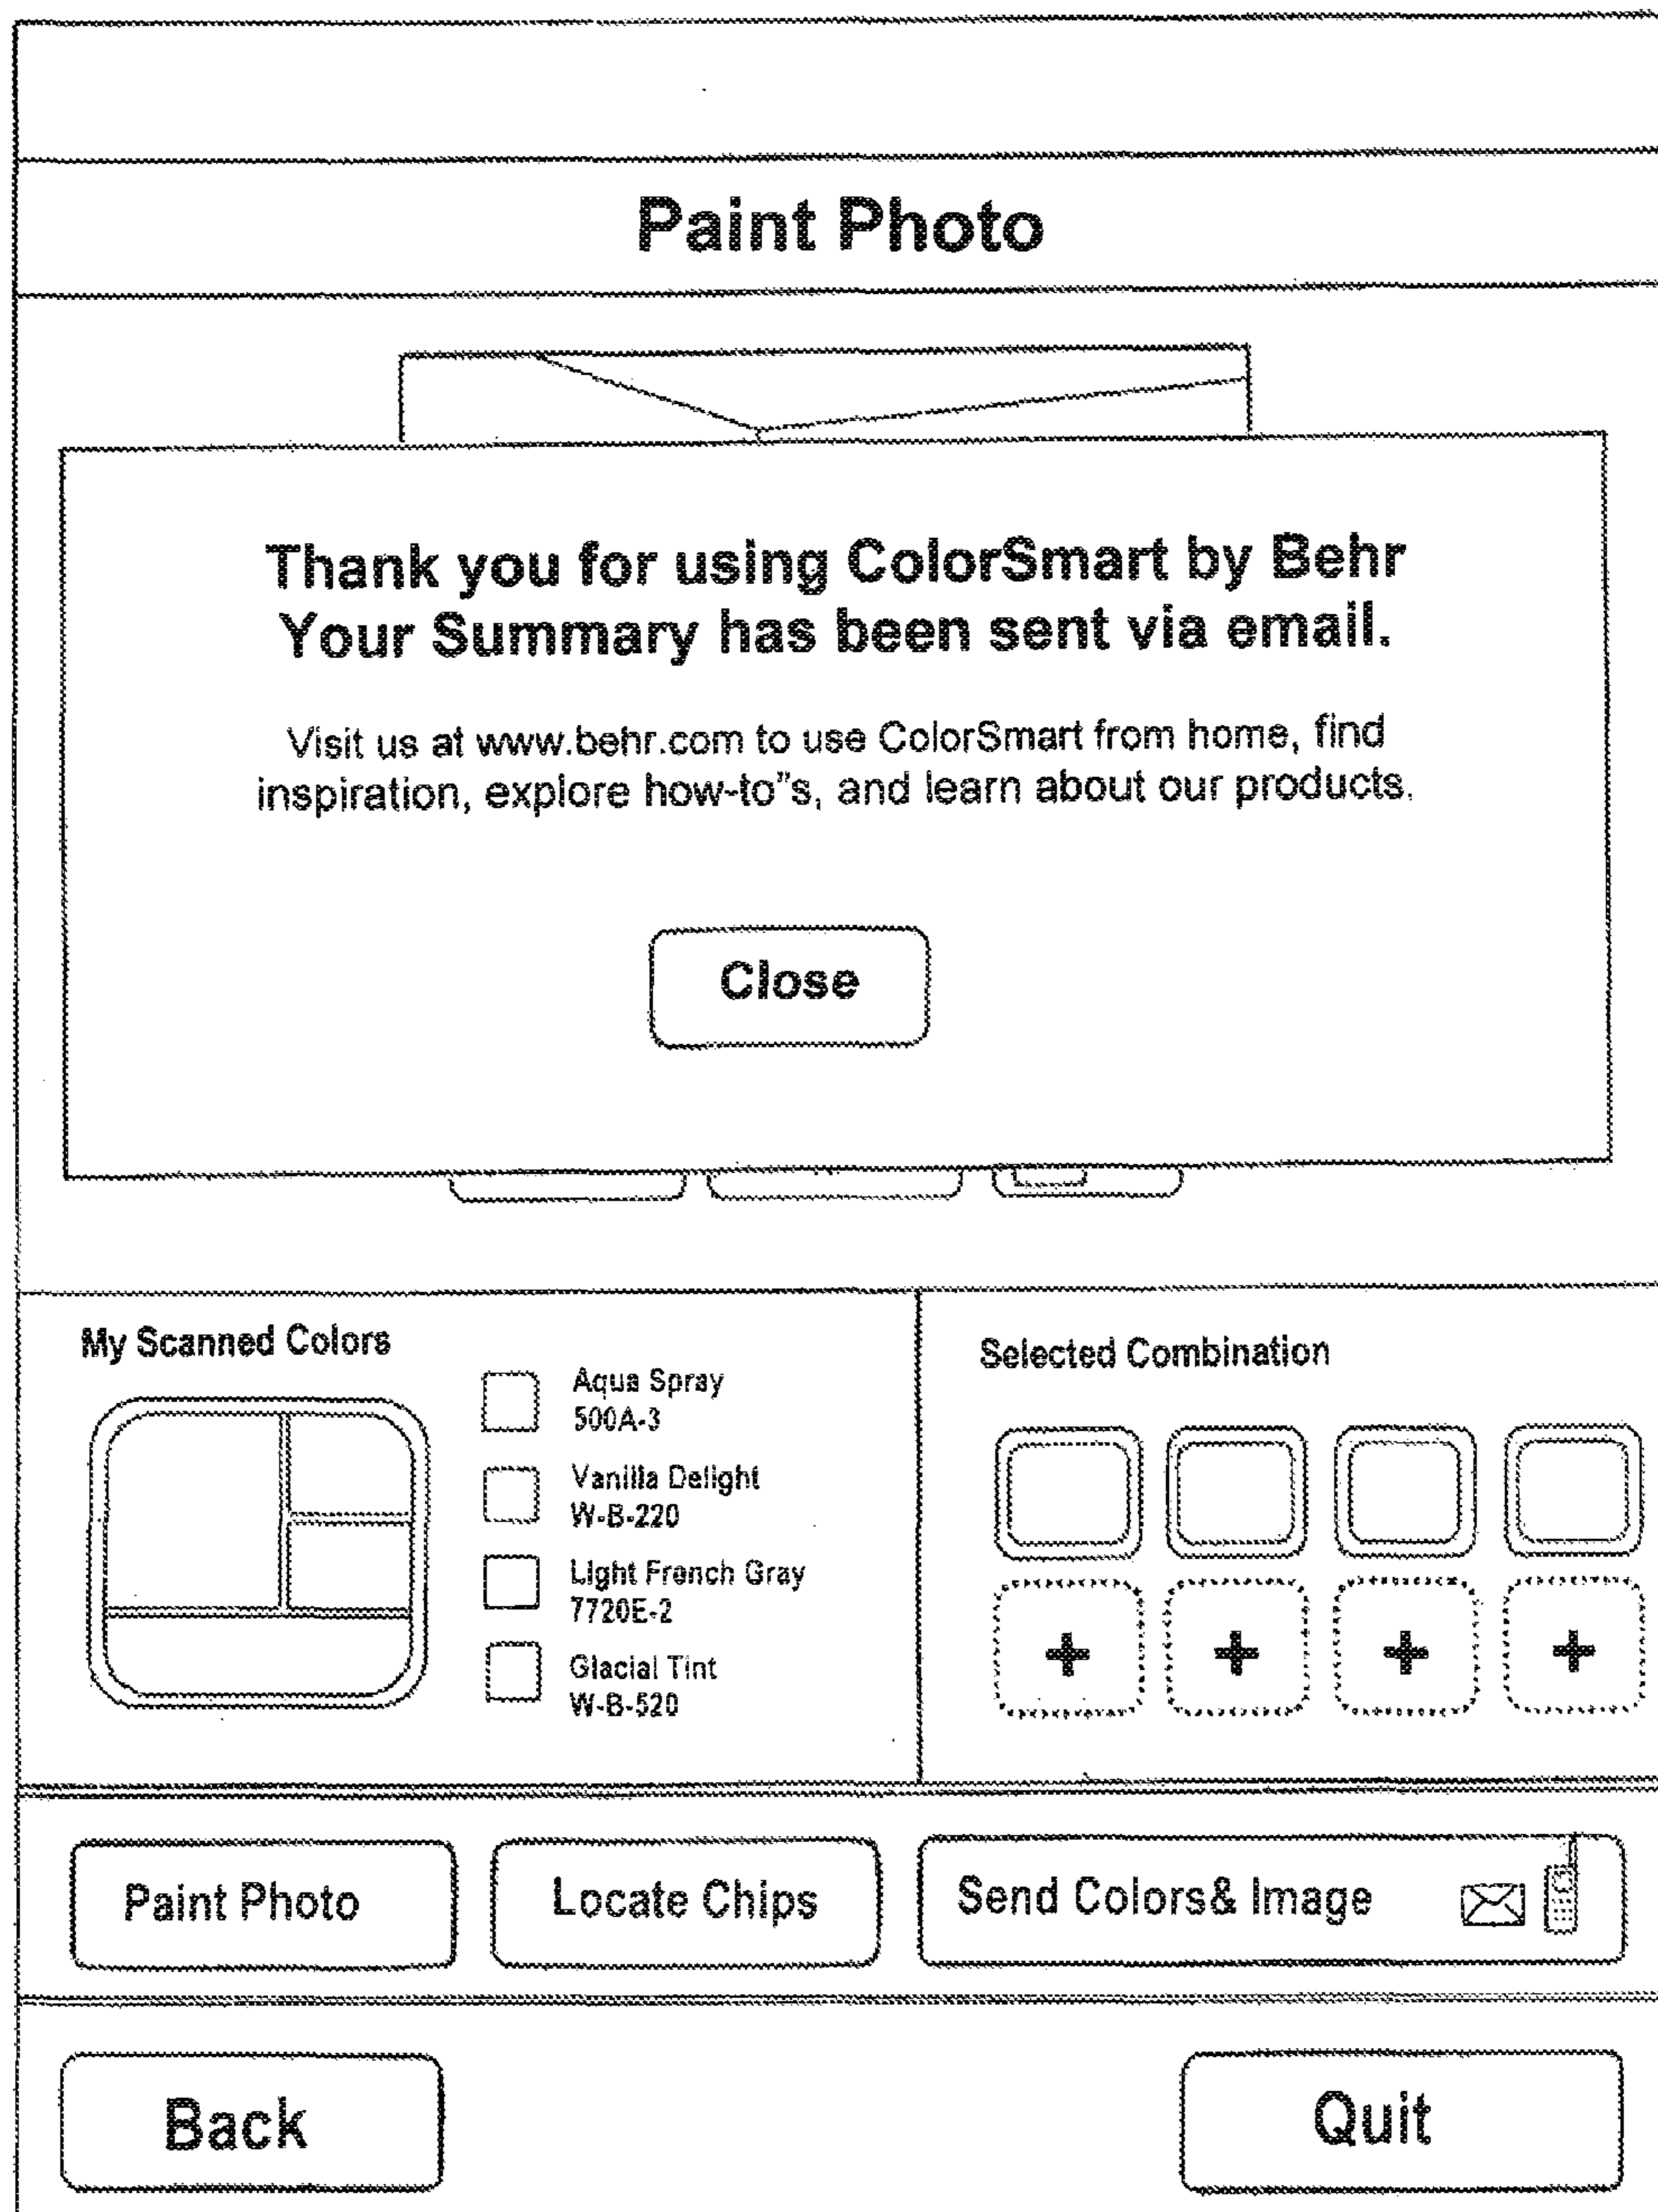 Paint Photo
Thank you for using ColorSmart by Behr
Your Summary has been sent via email.
Visit us at www.behr.com to use ColorSmart from home, find
inspiration, explore how-to"s, and learn about our products.
Close
My Scanned Colors
Aqua Spray
500A-3
Vanilla Delight
W-B-220
Light French Gray
7720E-2
Glacial Tint
W-B-520
Selected Combination
+ + + +
Paint Photo
Locate Chips
Send Colors& Image
Back
Quit